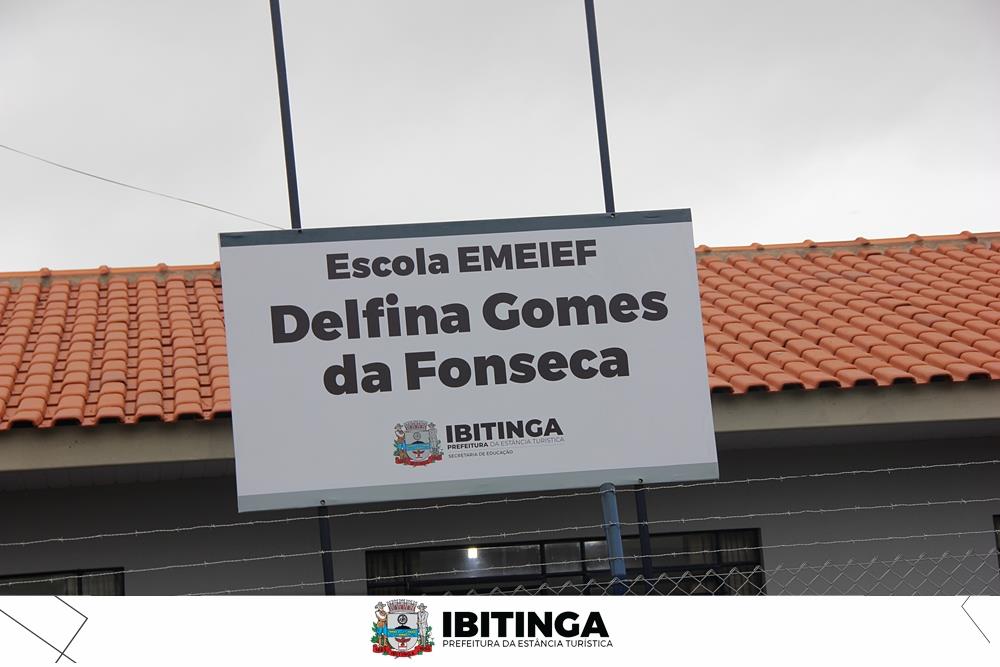 Escola EMEIEF
Delfina Gomes
da Fonseca
IBITINGA
PREFEITURA DA ESTÂNCIA TURÍSTICA
SECRETARIA DE EDUCAÇÃO
IBITINGA
PREFEITURA DA ESTÂNCIA TURÍSTICA